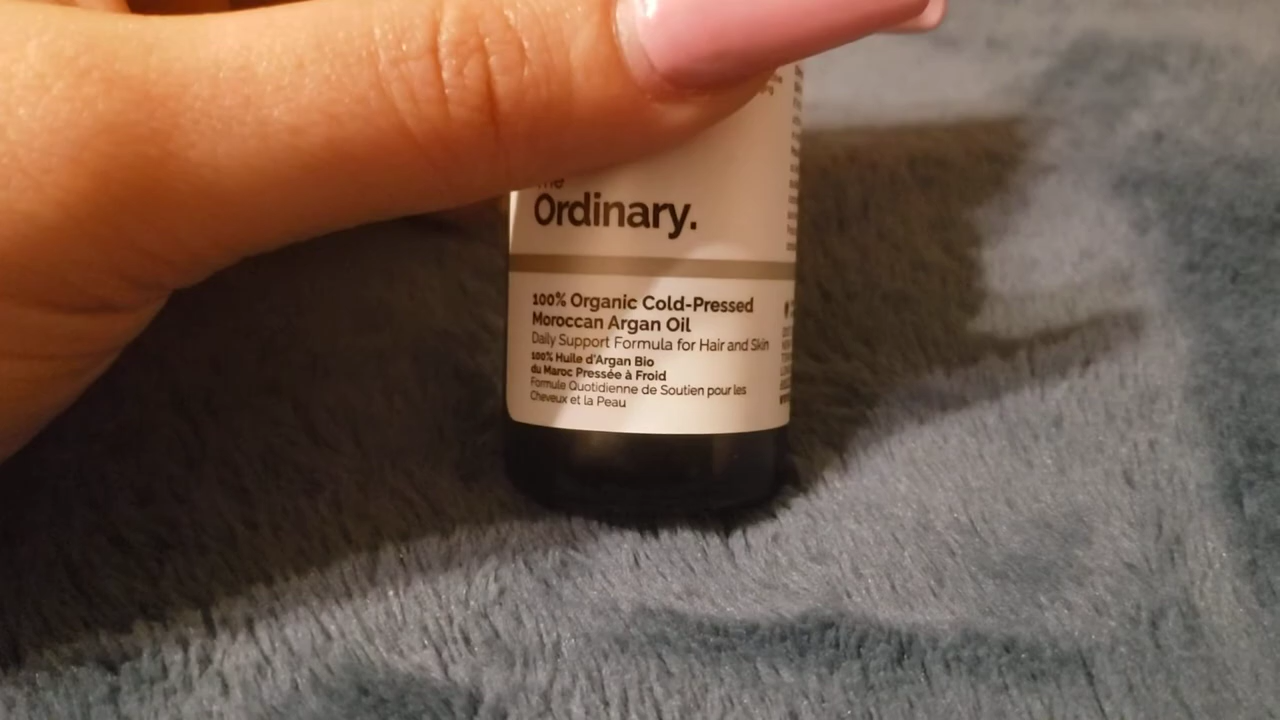 The
Ordinary.
100% Organic Cold-Pressed
Moroccan Argan Oil
Daily Support Formula for Hair and Skin
100% Huile d'Argan Bio
du Maroc Pressée à Froid
Formule Quotidienne de Soutien pour les
Cheveux et la Peau